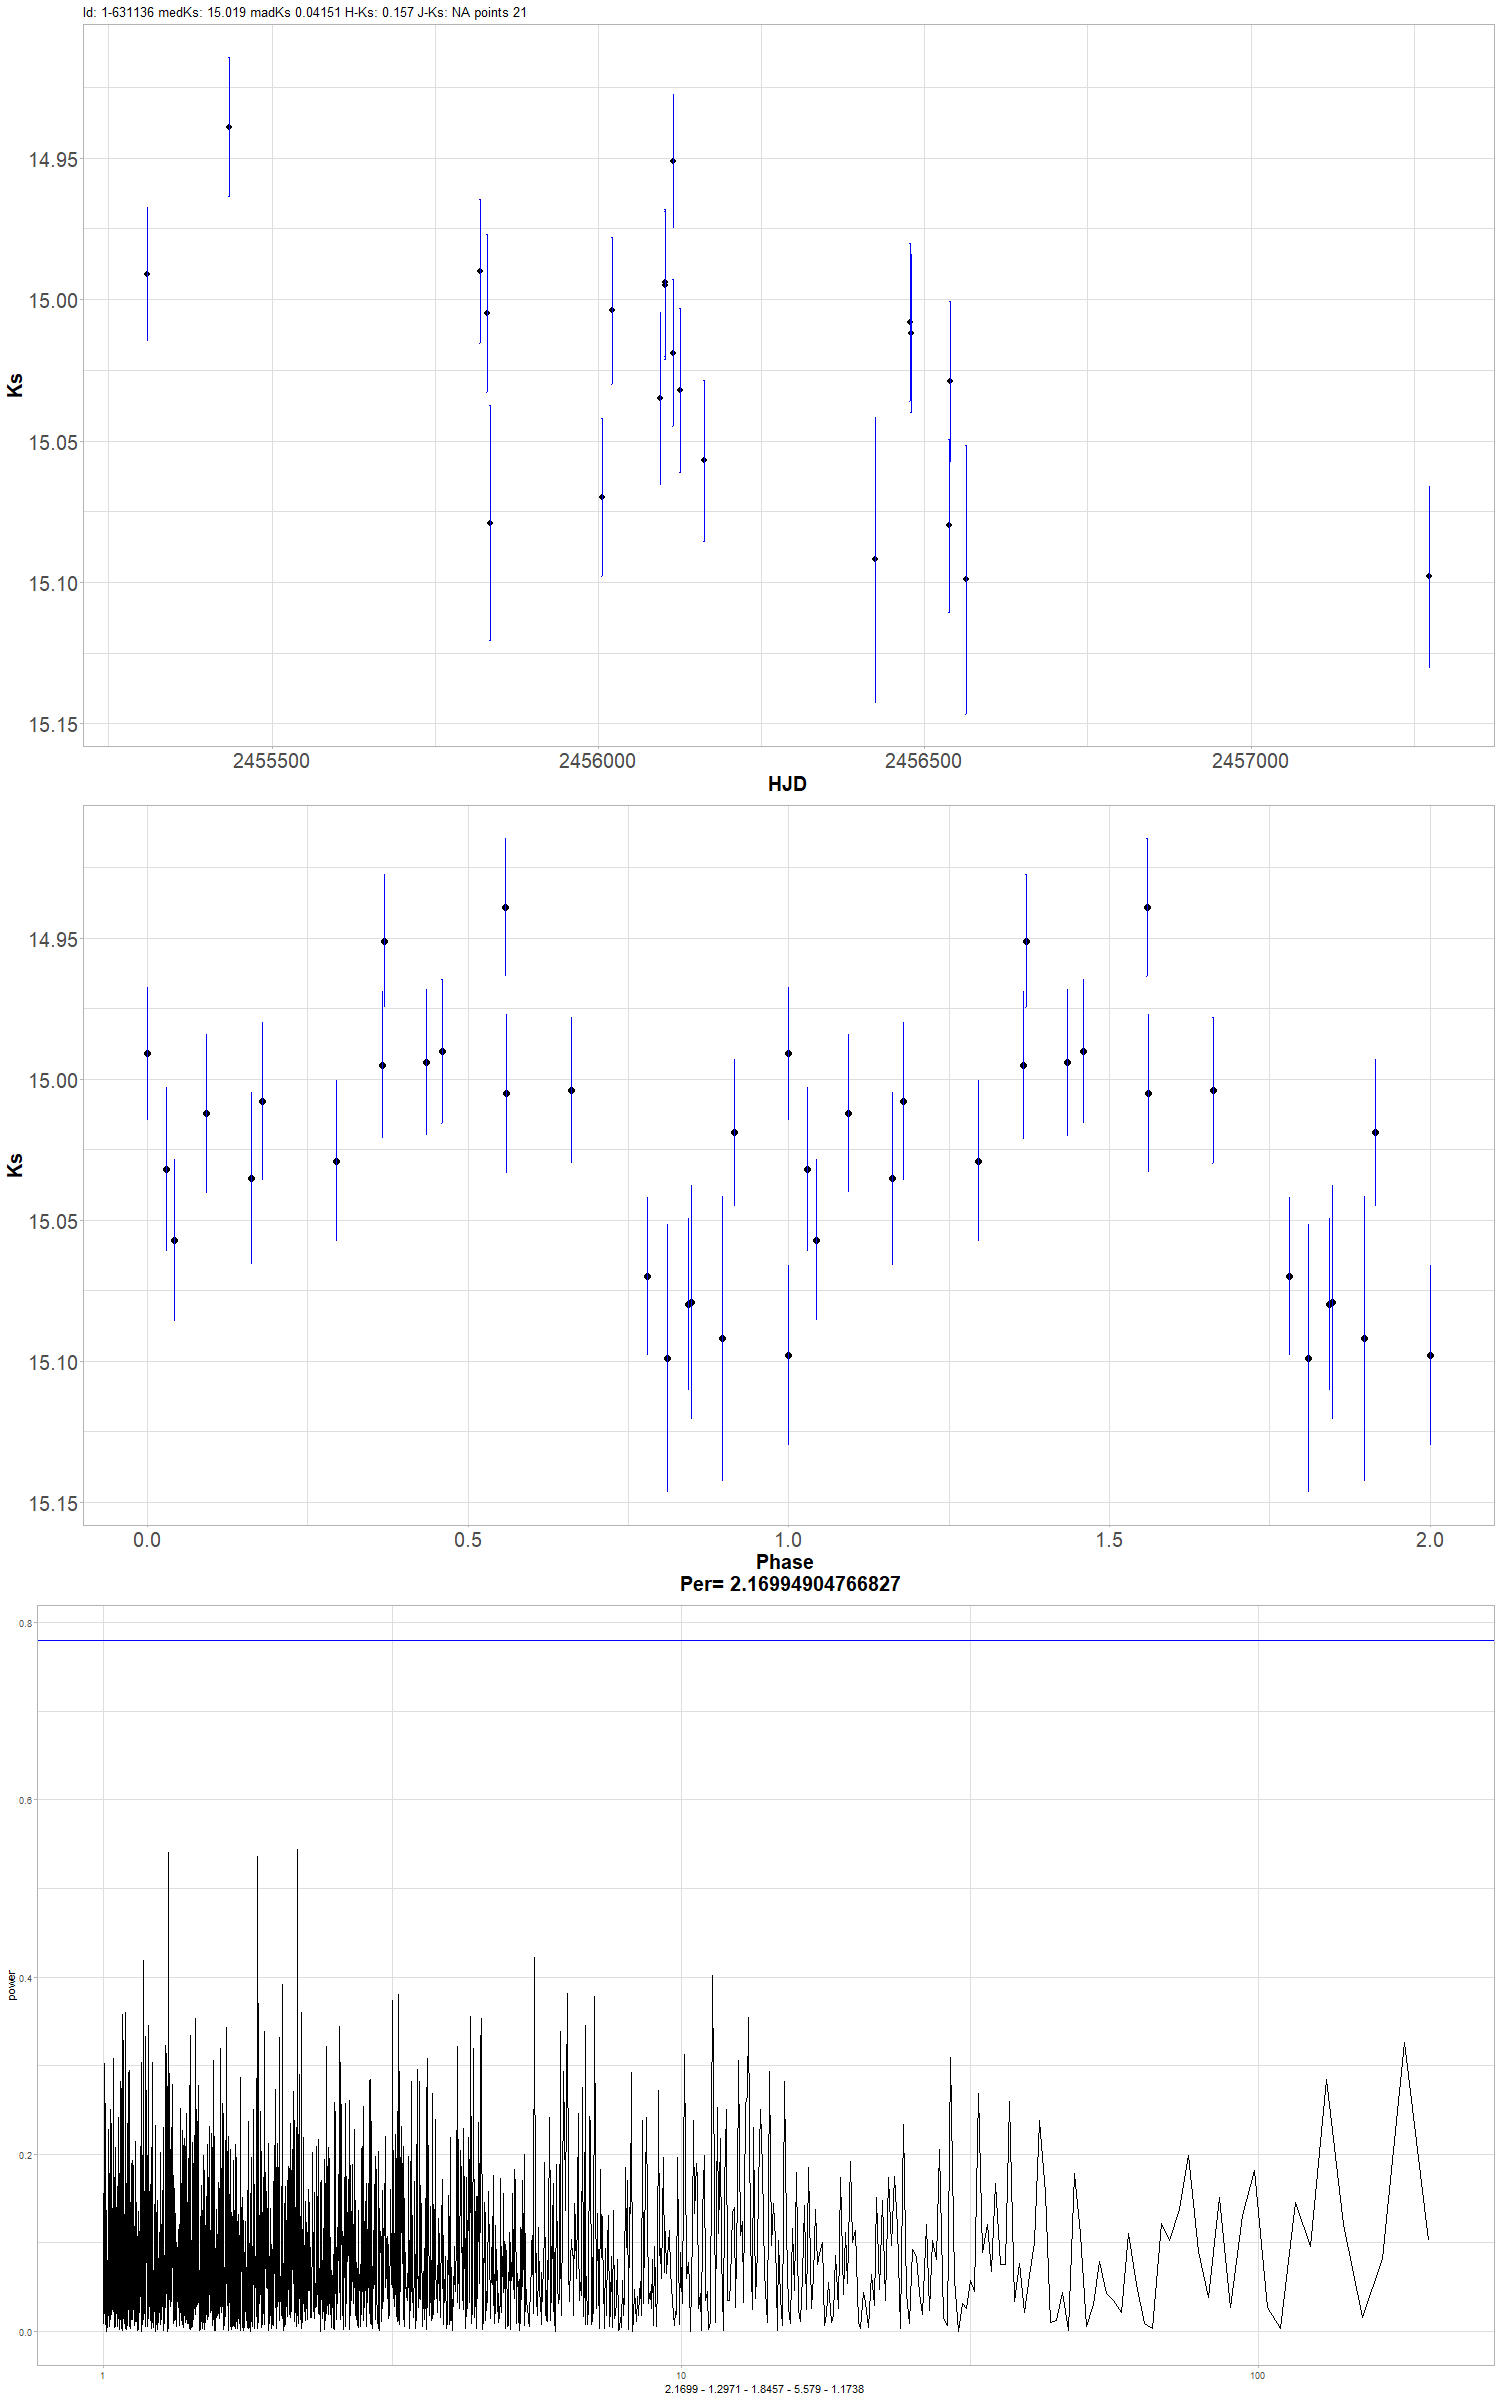 Id: 1-631136 medKs: 15.019 madKs 0.04151 H-Ks: 0.157 J-Ks: NA points 21
14.95
15.00
15.05
15.10
15.15
Ks
2455500 2456000 2456500 2457000
HJD
14.95
15.00
15.05
15.10
15.15
Ks
0.0 0.5 1.0 1.5 2.0
Phase
Per= 2.16994904766827
0.8
0.6
0.4
0.2
0.0
power
1 10 100
2.1699 - 1.2971 - 1.8457 - 5.579 - 1.1738